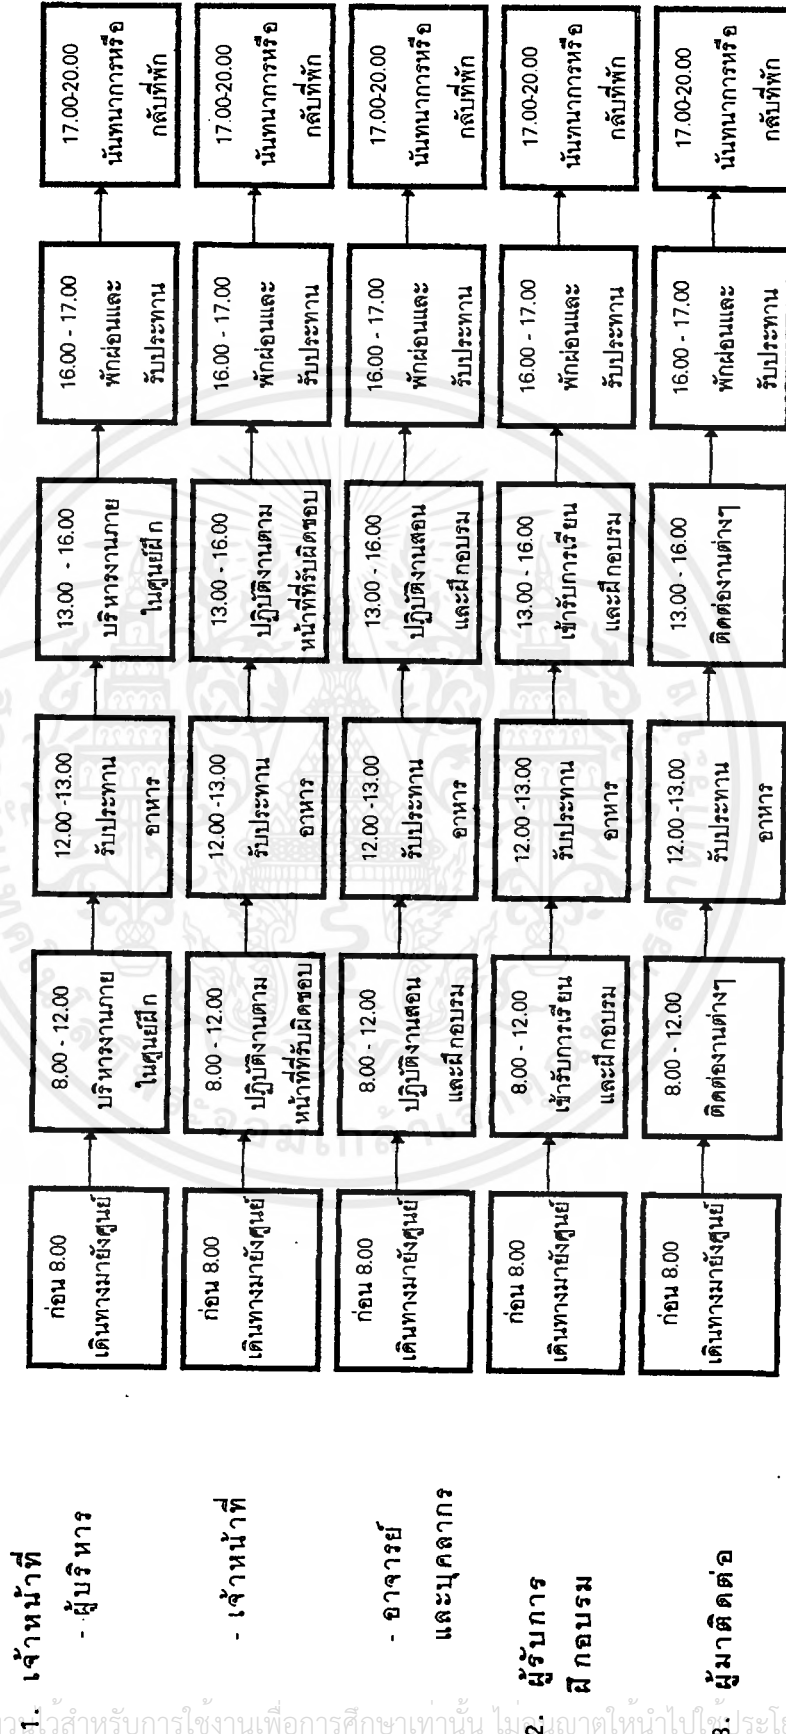 1. เจ้าหน้าที่
- ผู้บริหาร
ก่อน 8.00
เดินทางมายังศูนย์
8.00 - 12.00
บริหารงานภาย
ในศูนย์ฝึก
12.00 -13.00
รับประทาน
อาหาร
13.00 - 16.00
บริหารงานภาย
ในศูนย์ฝึก
16.00 - 17.00
พักผ่อนและ
รับประทาน
17.00-20.00
นันทนาการหรือ
กลับที่พัก
- เจ้าหน้าที่
ก่อน 8.00
เดินทางมายังศูนย์
8.00 - 12.00
ปฏิบัติงานตาม
หน้าที่ที่รับผิดชอบ
12.00 -13.00
รับประทาน
อาหาร
13.00 - 16.00
ปฏิบัติงานตาม
หน้าที่ที่รับผิดชอบ
16.00 - 17.00
พักผ่อนและ
รับประทาน
17.00-20.00
นันทนาการหรือ
กลับที่พัก
- อาจารย์
และบุคลากร
ก่อน 8.00
เดินทางมายังศูนย์
8.00 - 12.00
ปฏิบัติงานสอน
และฝึกอบรม
12.00 -13.00
รับประทาน
อาหาร
13.00 - 16.00
ปฏิบัติงานสอน
และฝึกอบรม
16.00 - 17.00
พักผ่อนและ
รับประทาน
17.00-20.00
นันทนาการหรือ
กลับที่พัก
2. ผู้รับการ
ฝึกอบรม
ก่อน 8.00
เดินทางมายังศูนย์
8.00 - 12.00
เข้ารับการเรียน
และฝึกอบรม
12.00 -13.00
รับประทาน
อาหาร
13.00 - 16.00
เข้ารับการเรียน
และฝึกอบรม
16.00 - 17.00
พักผ่อนและ
รับประทาน
17.00-20.00
นันทนาการหรือ
กลับที่พัก
3. ผู้มาติดต่อ
ก่อน 8.00
เดินทางมายังศูนย์
8.00 - 12.00
ติดต่องานต่างๆ
12.00 -13.00
รับประทาน
อาหาร
13.00 - 16.00
ติดต่องานต่างๆ
16.00 - 17.00
พักผ่อนและ
รับประทาน
17.00-20.00
นันทนาการหรือ
กลับที่พัก
สำหรับการใช้งานเพื่อการศึกษาเท่านั้น ไม่อนุญาตให้นำไปใช้